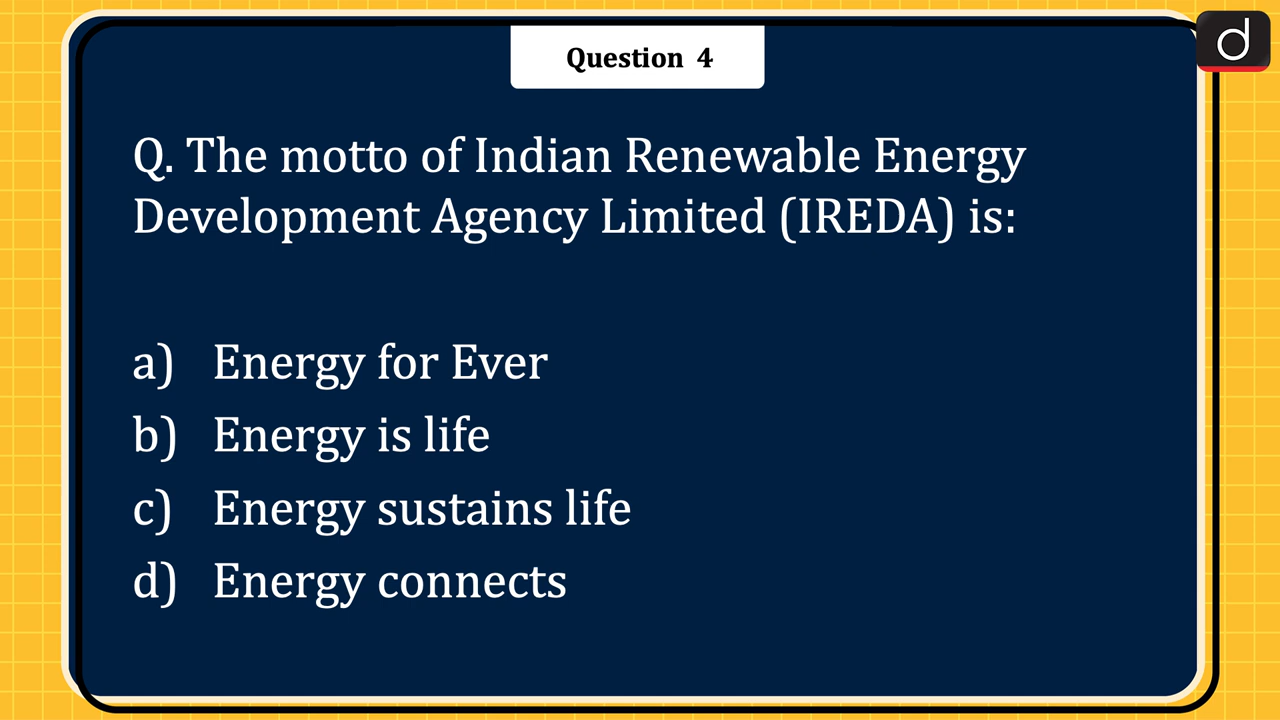 d
Question 4
Q. The motto of Indian Renewable Energy
Development Agency Limited (IREDA) is:
a) Energy for Ever
b) Energy is life
c) Energy sustains life
d) Energy connects